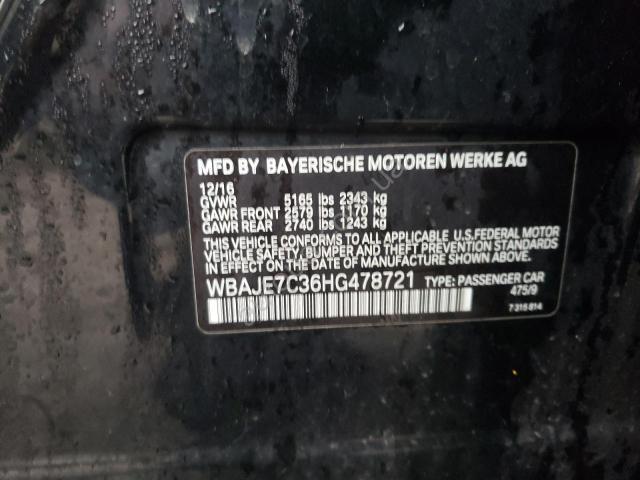 MFD BY BAYERISCHE MOTOREN WERKE AG
12/16
GVWR 5165 lbs 2343 kg
GAWR FRONT 2579 lbs 1170 kg
GAWR REAR 2740 lbs 1243 kg
THIS VEHICLE CONFORMS TO ALL APPLICABLE U.S.FEDERAL MOTOR
VEHICLE SAFETY, BUMPER AND THEFT PREVENTION STANDARDS
IN EFFECT ON THE DATE OF MANUFACTURE SHOWN ABOVE.
WBAJE7C36HG478721 TYPE: PASSENGER CAR
475/9
7 315 814